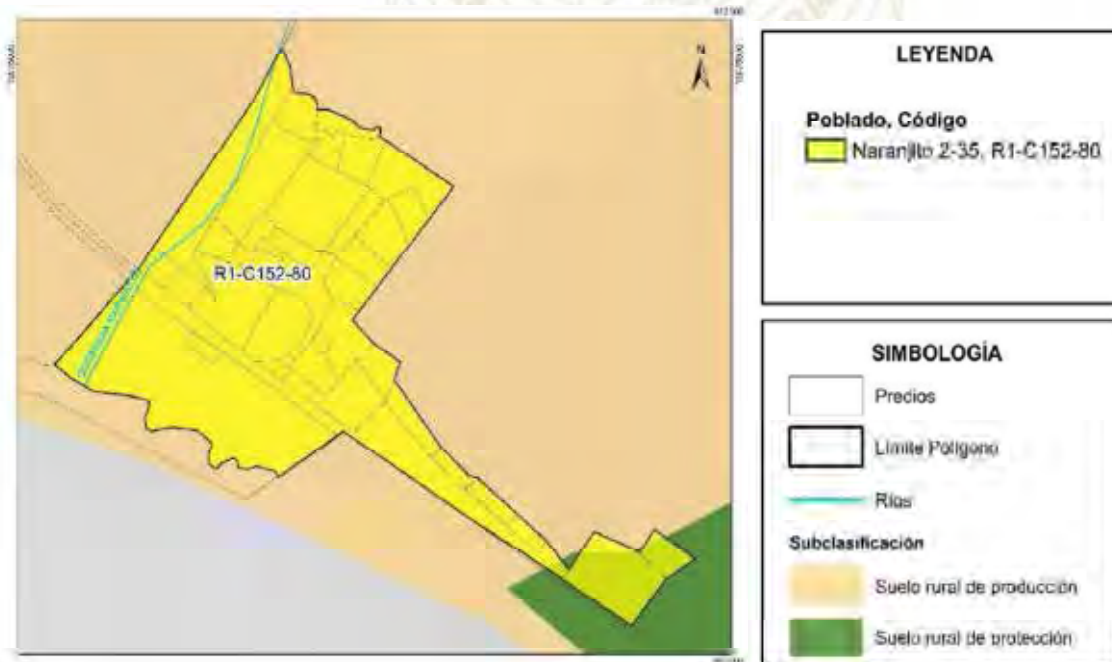 N
R1-C152-80
LEYENDA
Poblado, Código
Naranjito 2-35, R1-C152-80
SIMBOLOGÍA
Predios
Límite Polígono
Ríos
Subclasificación
Suelo rural de producción
Suelo rural de protección